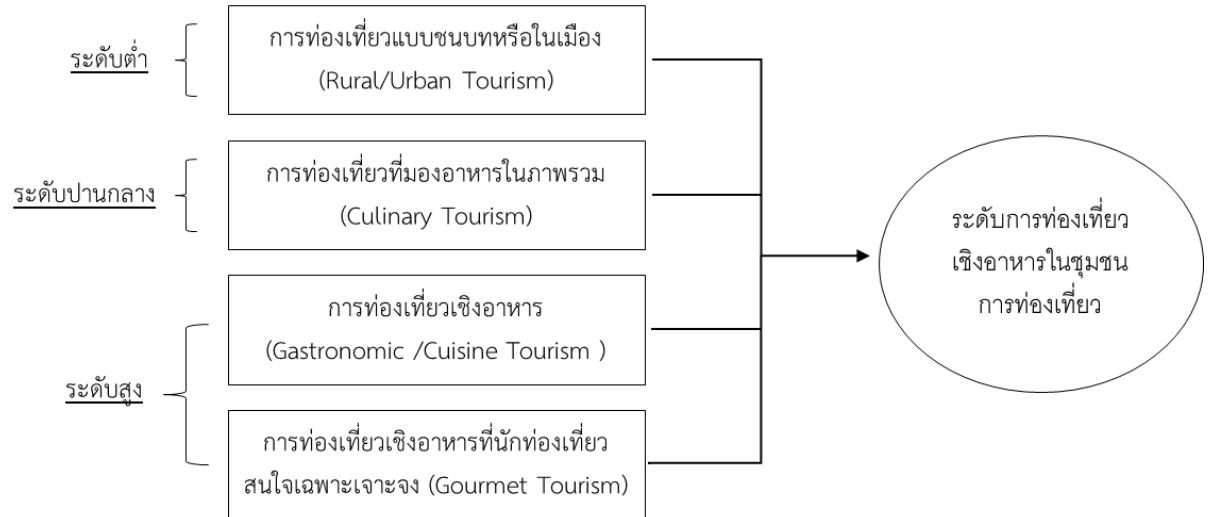 ระดับต่ำ
การท่องเที่ยวแบบชนบทหรือในเมือง
(Rural/Urban Tourism)
ระดับปานกลาง
การท่องเที่ยวที่มองอาหารในภาพรวม
(Culinary Tourism)
ระดับสูง
การท่องเที่ยวเชิงอาหาร
(Gastronomic /Cuisine Tourism )
การท่องเที่ยวเชิงอาหารที่นักท่องเที่ยว
สนใจเฉพาะเจาะจง (Gourmet Tourism)
ระดับการท่องเที่ยว
เชิงอาหารในชุมชน
การท่องเที่ยว